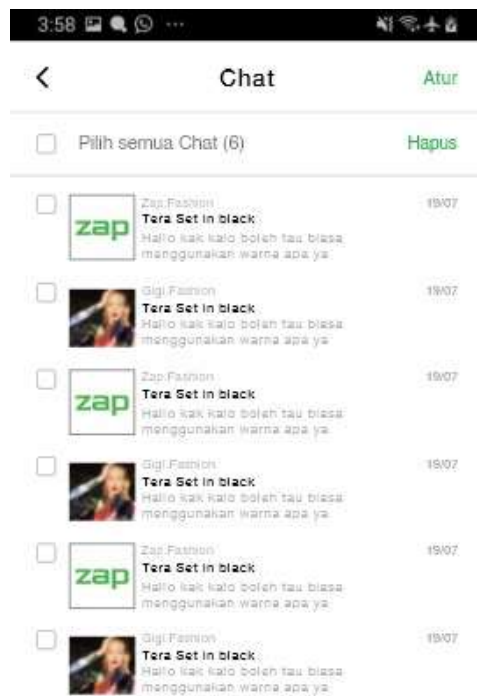 3:58
Chat
Atur
Pilih semua Chat (6)
Hapus
zap
Zap.Fashion
19/07
Tera Set in black
Hallo kak kalo boleh tau biasa
menggunakan warna apa ya
Gigi.Fashion
19/07
Tera Set in black
Hallo kak kalo boleh tau biasa
menggunakan warna apa ya
zap
Zap.Fashion
19/07
Tera Set in black
Hallo kak kalo boleh tau biasa
menggunakan warna apa ya
Gigi.Fashion
19/07
Tera Set in black
Hallo kak kalo boleh tau biasa
menggunakan warna apa ya
zap
Zap.Fashion
19/07
Tera Set in black
Hallo kak kalo boleh tau biasa
menggunakan warna apa ya
Gigi.Fashion
19/07
Tera Set in black
Hallo kak kalo boleh tau biasa
menggunakan warna apa ya